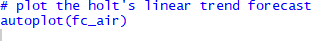 # plot the holt's linear trend forecast
autoplot(fc_air)